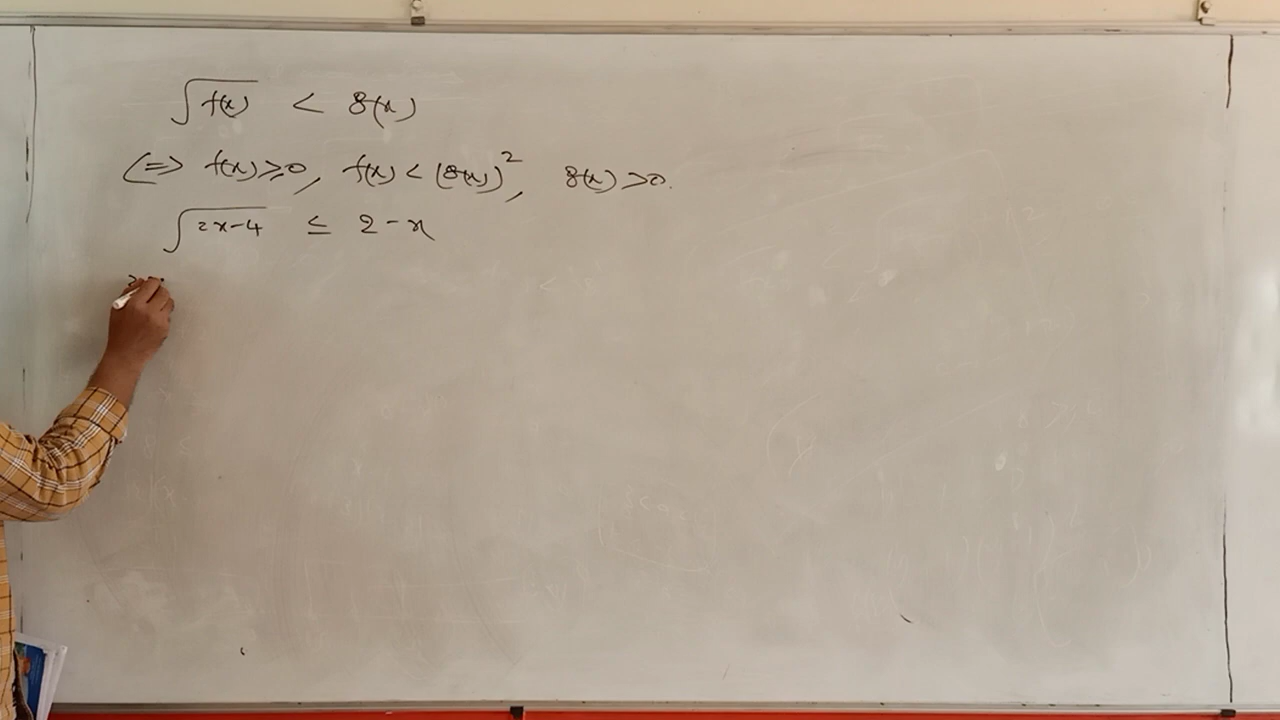 √f(x) < g(x)
(=> f(x) ≥ 0, f(x) < (g(x))², g(x) > 0.
√2x-4 ≤ 2-x